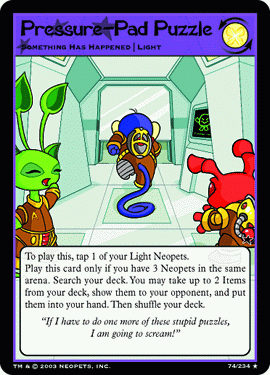 Pressure-Pad Puzzle
Something Has Happened | Light
To play this, tap 1 of your Light Neopets.
Play this card only if you have 3 Neopets in the same
arena. Search your deck. You may take up to 2 Items
from your deck, show them to your opponent, and put
them into your hand. Then shuffle your deck.
"If I have to do one more of these stupid puzzles,
I am going to scream!"
TM & © 2003 NEOPETS, INC. 74/234 ★